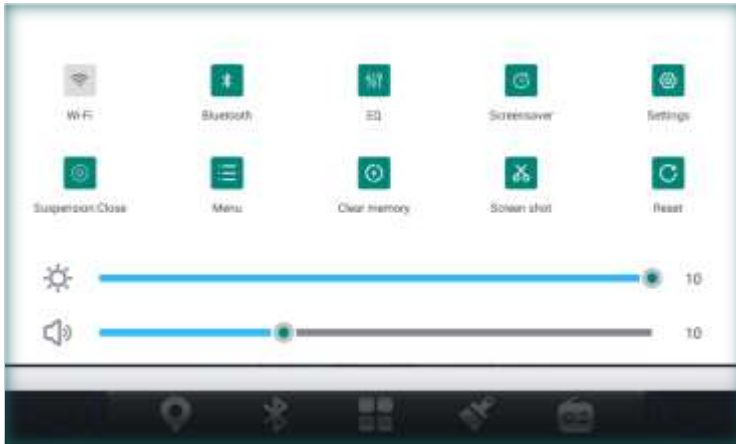 Wi-Fi Bluetooth EQ Screensaver Settings
Suspension Close Menu Clear memory Screen shot Reset
10
10